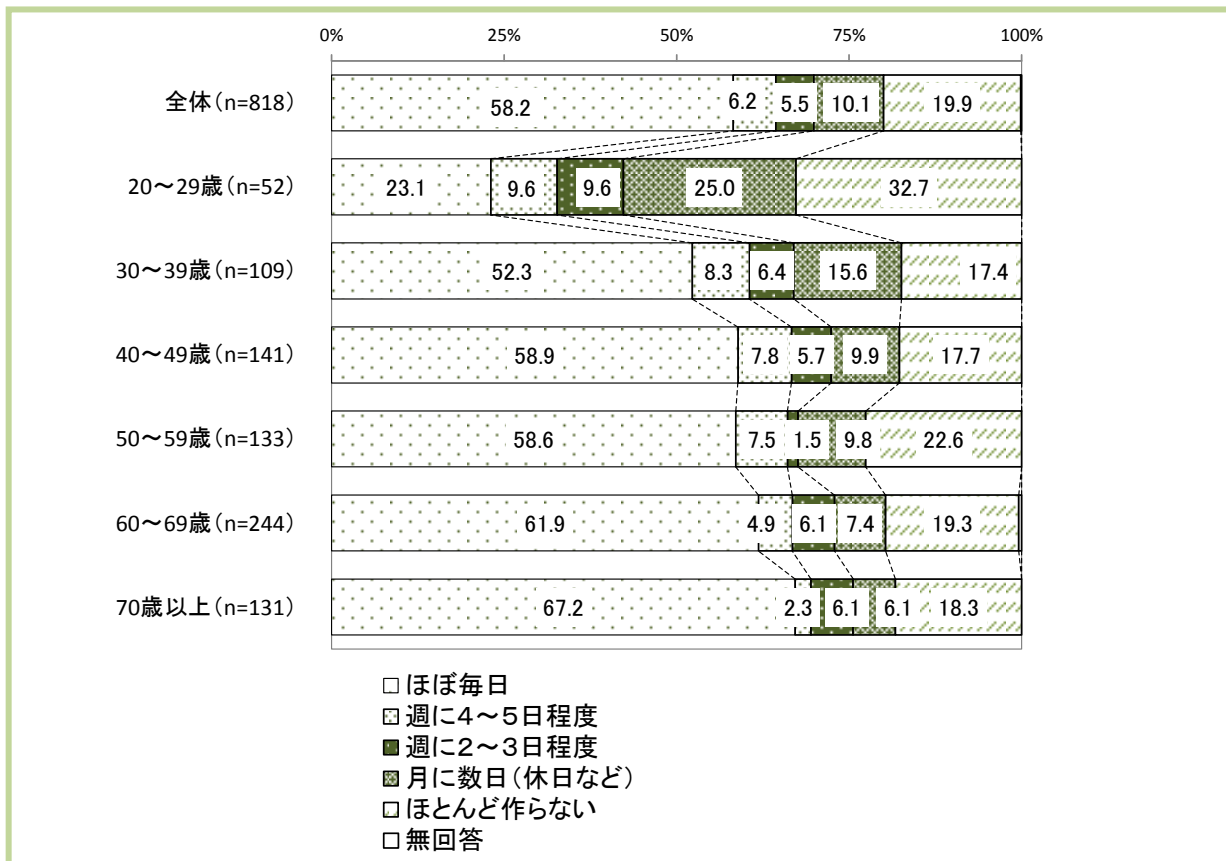 0% 25% 50% 75% 100%
全体(n=818) 58.2 6.2 5.5 10.1 19.9
20～29歳(n=52) 23.1 9.6 9.6 25.0 32.7
30～39歳(n=109) 52.3 8.3 6.4 15.6 17.4
40～49歳(n=141) 58.9 7.8 5.7 9.9 17.7
50～59歳(n=133) 58.6 7.5 1.5 9.8 22.6
60～69歳(n=244) 61.9 4.9 6.1 7.4 19.3
70歳以上(n=131) 67.2 2.3 6.1 6.1 18.3
ほぼ毎日
週に４～５日程度
週に２～３日程度
月に数日(休日など)
ほとんど作らない
無回答